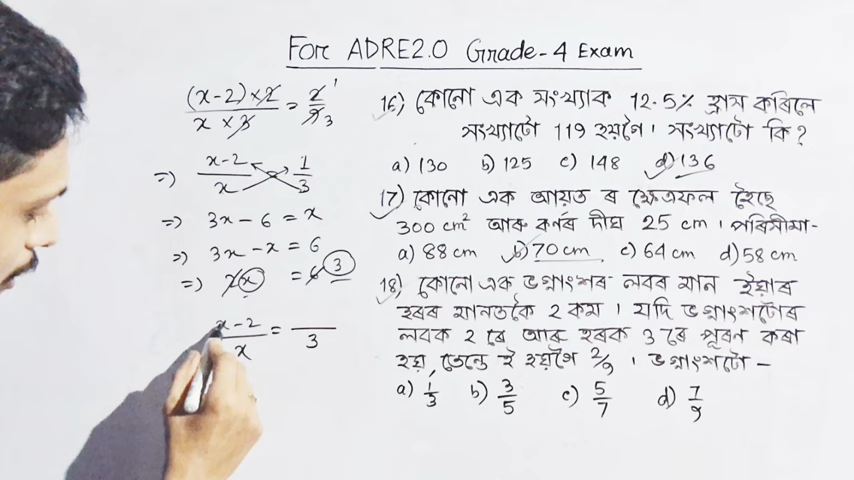 For ADRE2.0 Grade-4 Exam
(x-2)×2/x×3 = 2/9 1 3
=> x-2/x 1/3
=> 3x-6=x
=> 3x-x=6
=> 2x = 6 3
x-2/x = /3
16) কোনো এক সংখ্যাক 12.5% হ্ৰাস কৰিলে
সংখ্যাটো 119 হয়গৈ। সংখ্যাটো কি?
a) 130 b) 125 c) 148 d) 136
17) কোনো এক আয়ত ৰ ক্ষেত্ৰফল হৈছে
300 cm² আৰু কৰ্নৰ দীঘ 25 cm। পৰিসীমা-
a) 88 cm b) 70 cm c) 64 cm d) 58 cm
18) কোনো এক ভগ্নাংশৰ লবৰ মান ইয়াৰ
হৰৰ মানতকৈ 2 কম। যদি ভগ্নাংশটোৰ
লবক 2 ৰে আৰু হৰক 3 ৰে পূৰন কৰা
হয়, তেন্তে ই হয়গৈ 2/9। ভগ্নাংশটো –
a) 1/3 b) 3/5 c) 5/7 d) 7/9